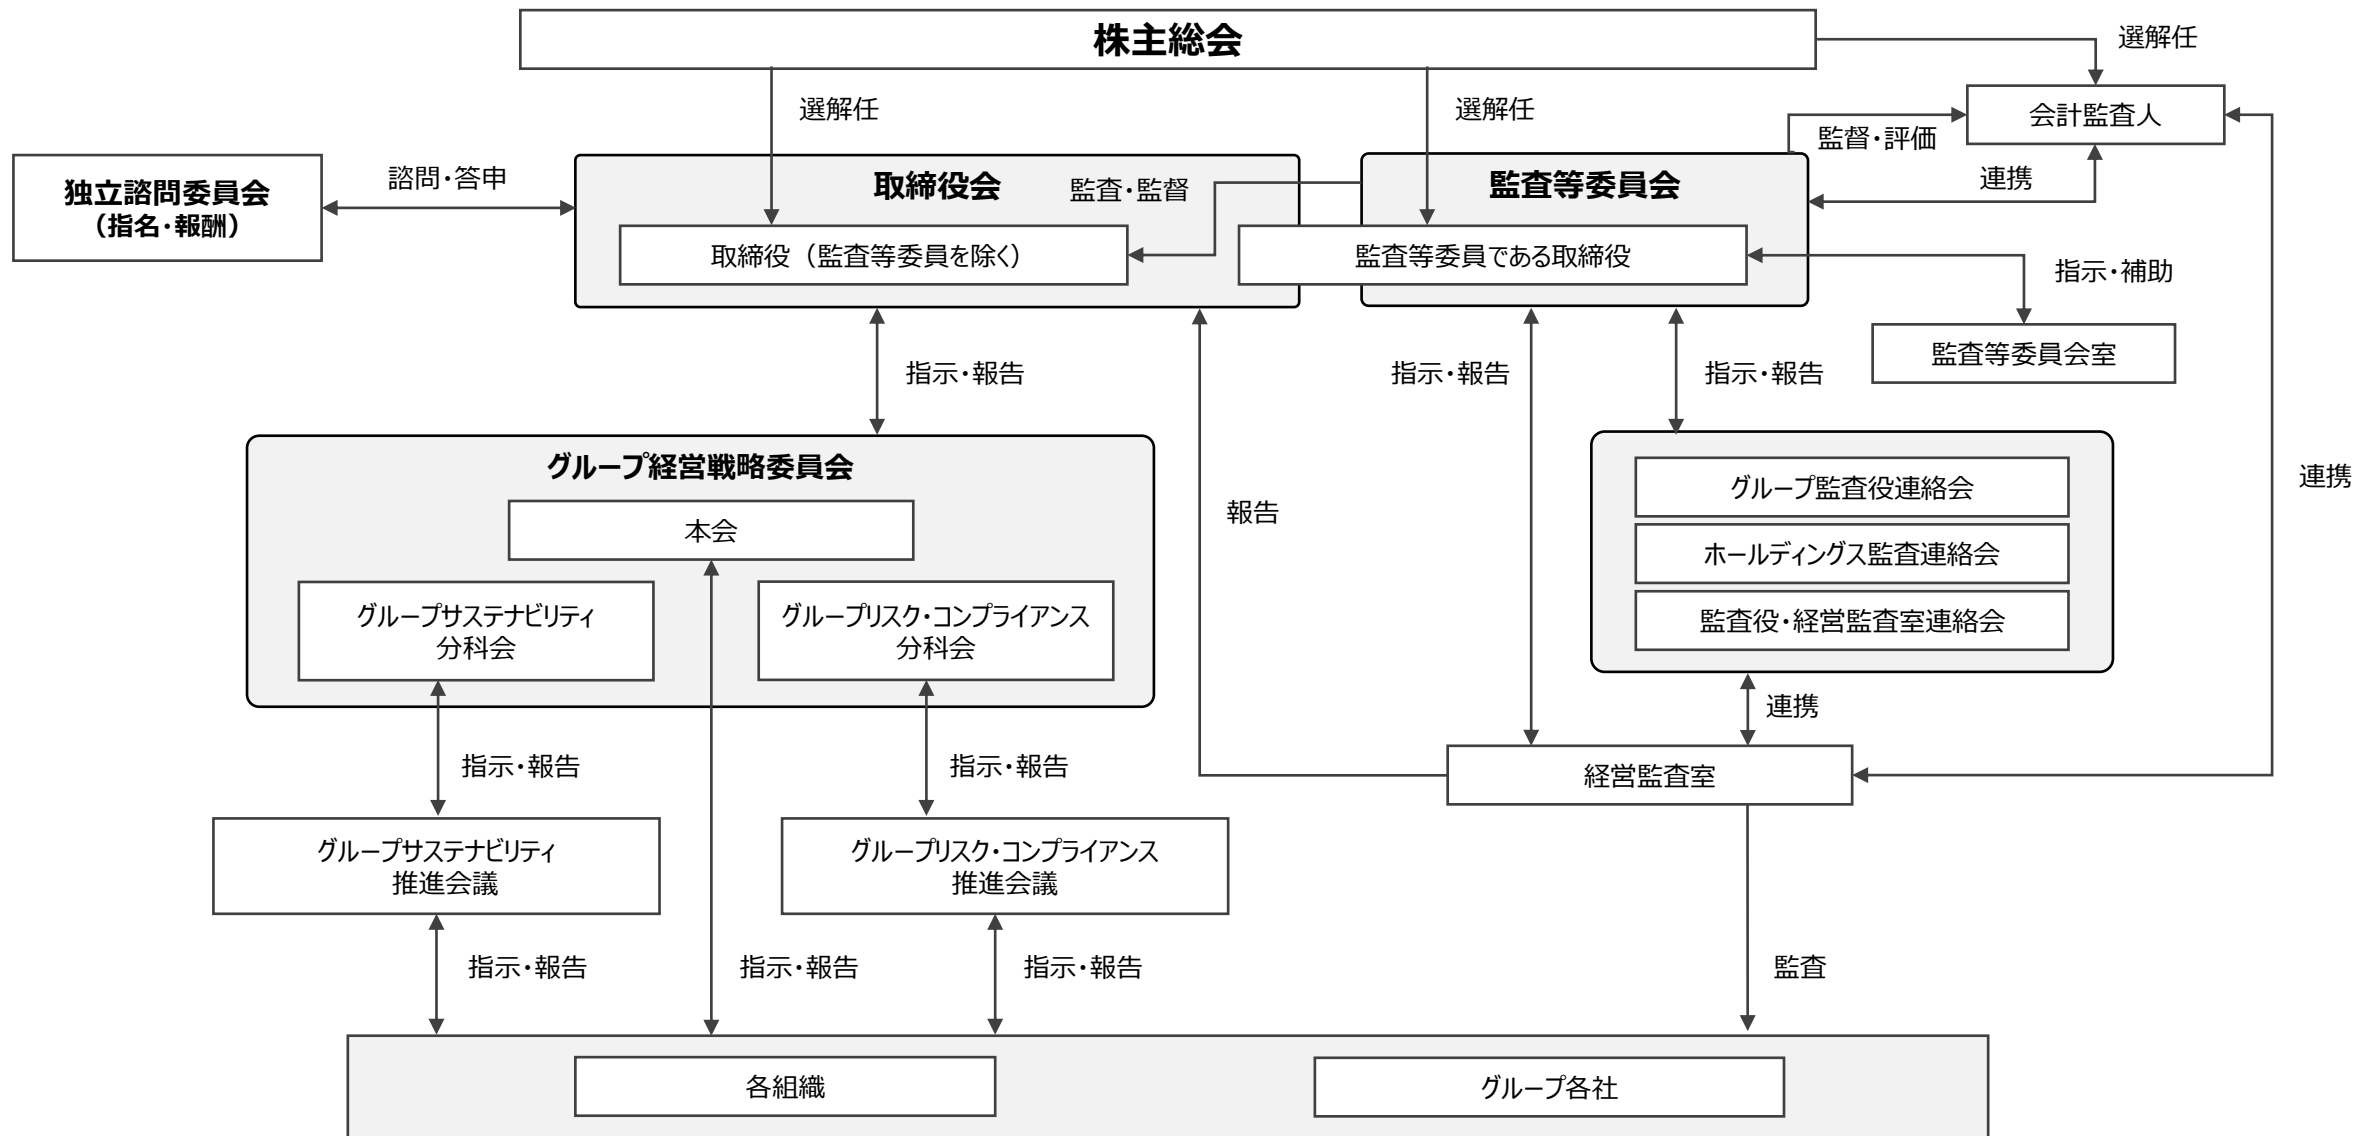 株主総会
選解任
会計監査人
選解任
選解任
監督・評価
連携
独立諮問委員会
（指名・報酬）
諮問・答申
取締役会
監査・監督
監査等委員会
取締役（監査等委員を除く）
監査等委員である取締役
指示・補助
監査等委員会室
指示・報告
指示・報告
指示・報告
グループ経営戦略委員会
本会
グループサステナビリティ
分科会
グループリスク・コンプライアンス
分科会
報告
グループ監査役連絡会
ホールディングス監査連絡会
監査役・経営監査室連絡会
連携
連携
指示・報告
指示・報告
経営監査室
グループサステナビリティ
推進会議
グループリスク・コンプライアンス
推進会議
指示・報告
指示・報告
指示・報告
監査
各組織
グループ各社